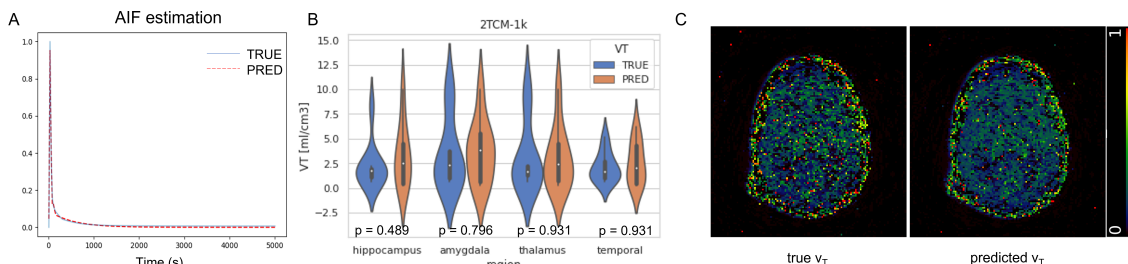 A
AIF estimation
TRUE
PRED
1.0
0.8
0.6
0.4
0.2
0.0
0
1000
2000
3000
4000
5000
Time (s)
B
2TCM-1k
VT
TRUE
PRED
VT [ml/cm3]
15.0
12.5
10.0
7.5
5.0
2.5
0.0
−2.5
p = 0.489
p = 0.796
p = 0.931
p = 0.931
hippocampus
amygdala
thalamus
temporal
region
C
1
0
true vT
predicted vT